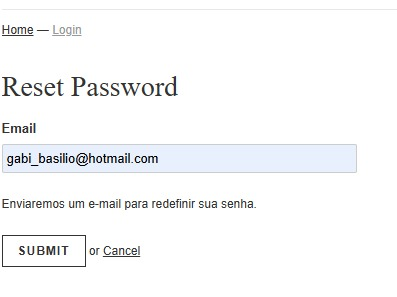 Home — Login
Reset Password
Email
gabi_basilio@hotmail.com
Enviaremos um e-mail para redefinir sua senha.
SUBMIT or Cancel